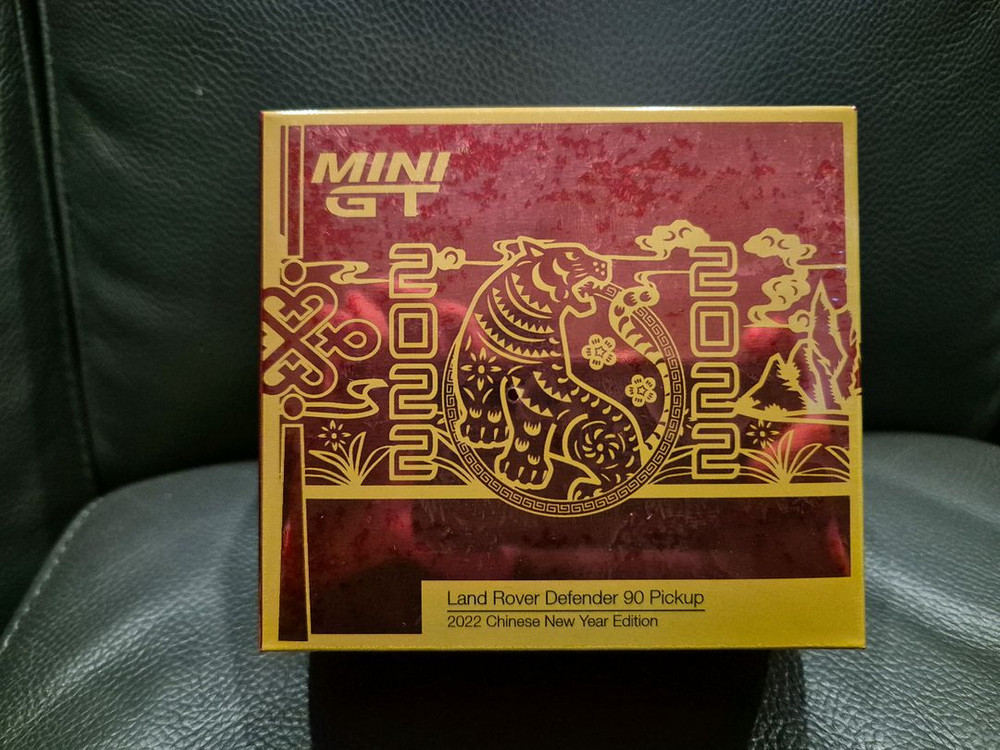 MINI
GT
2022
2022
Land Rover Defender 90 Pickup
2022 Chinese New Year Edition